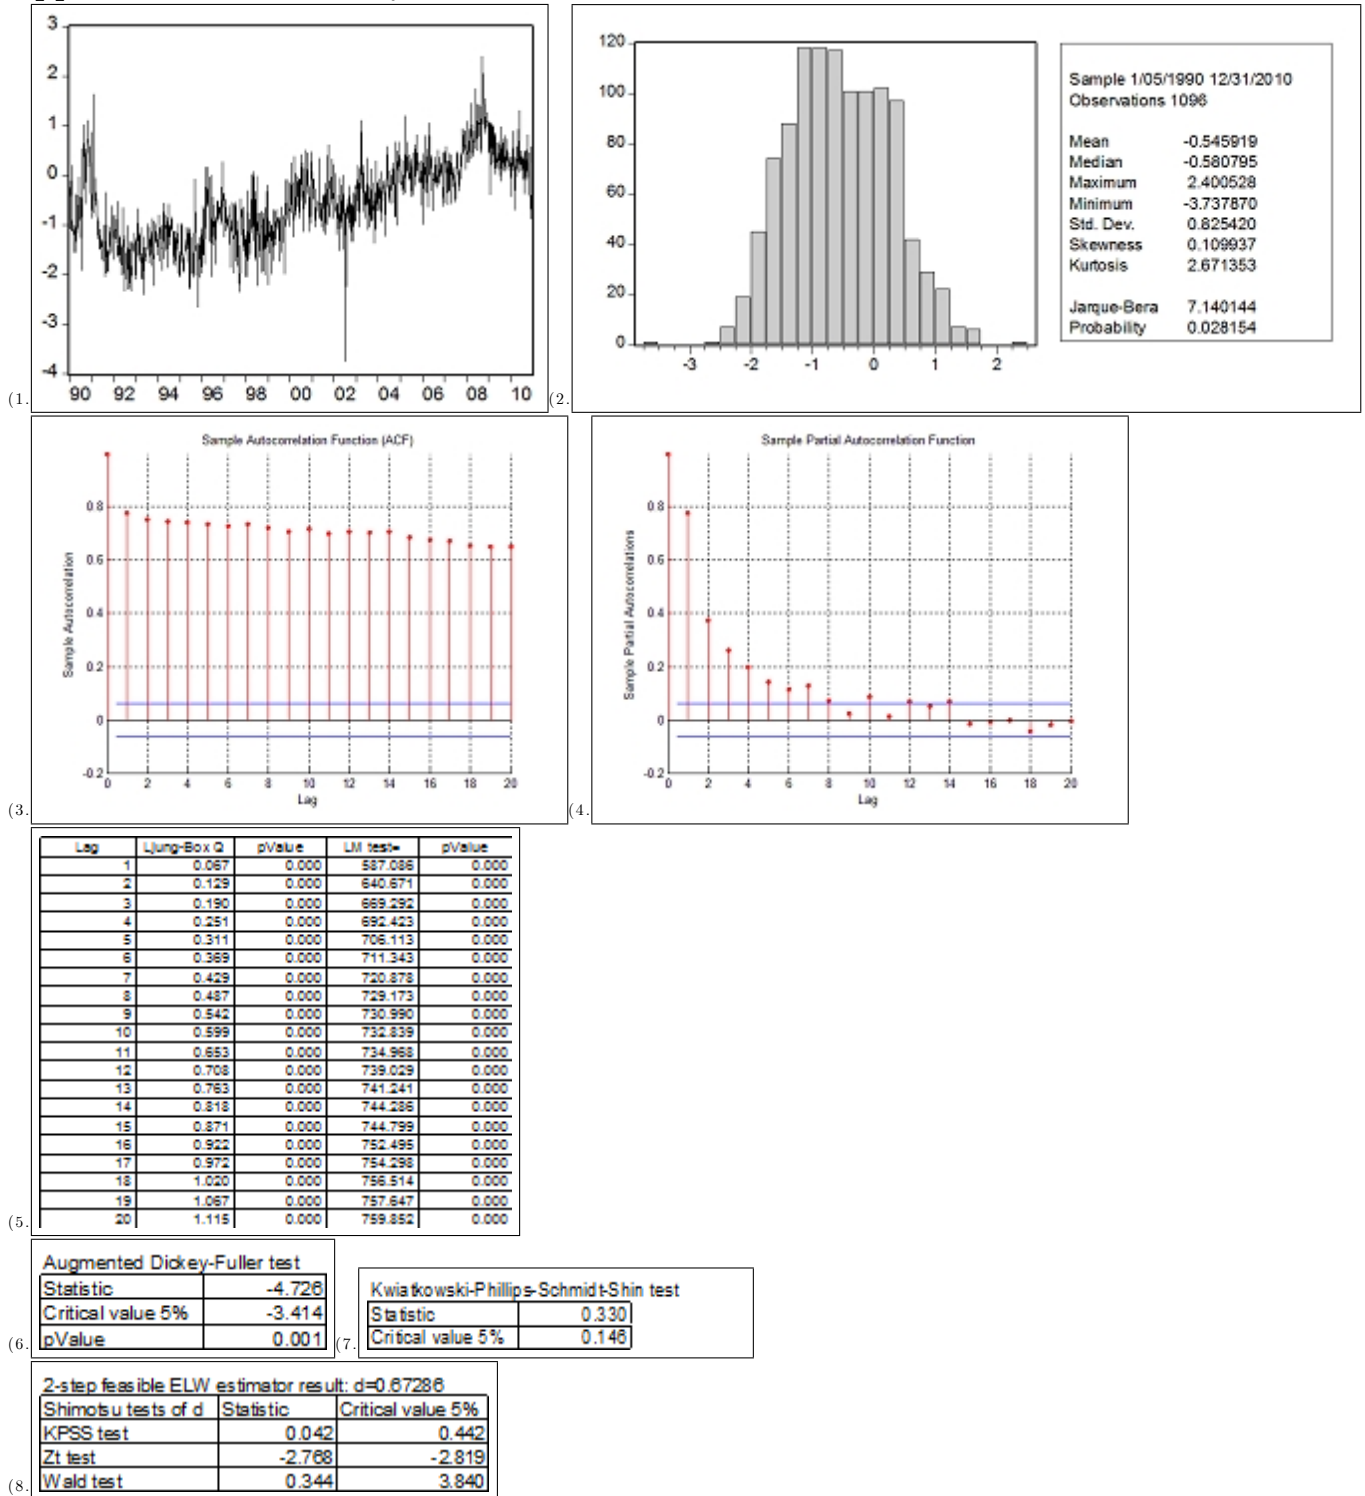 3
2
1
0
-1
-2
-3
-4
90 92 94 96 98 00 02 04 06 08 10
(1.
120
100
80
60
40
20
0
-3 -2 -1 0 1 2
Sample 1/05/1990 12/31/2010
Observations 1096
Mean -0.545919
Median -0.580795
Maximum 2.400528
Minimum -3.737870
Std. Dev. 0.825420
Skewness 0.109937
Kurtosis 2.671353
Jarque-Bera 7.140144
Probability 0.028154
(2.
Sample Autocorrelation Function (ACF)
Sample Autocorrelation
0.8
0.6
0.4
0.2
0
-0.2
0 2 4 6 8 10 12 14 16 18 20
Lag
(3.
Sample Partial Autocorrelation Function
Sample Partial Autocorrelations
0.8
0.6
0.4
0.2
0
-0.2
0 2 4 6 8 10 12 14 16 18 20
Lag
(4.
Lag Ljung-Box Q pValue LM test= pValue
1 0.067 0.000 587.086 0.000
2 0.129 0.000 640.671 0.000
3 0.190 0.000 669.292 0.000
4 0.251 0.000 692.423 0.000
5 0.311 0.000 706.113 0.000
6 0.369 0.000 711.343 0.000
7 0.429 0.000 720.878 0.000
8 0.487 0.000 729.173 0.000
9 0.542 0.000 730.990 0.000
10 0.599 0.000 732.839 0.000
11 0.653 0.000 734.968 0.000
12 0.708 0.000 739.029 0.000
13 0.763 0.000 741.241 0.000
14 0.818 0.000 744.286 0.000
15 0.871 0.000 744.799 0.000
16 0.922 0.000 752.495 0.000
17 0.972 0.000 754.298 0.000
18 1.020 0.000 756.514 0.000
19 1.067 0.000 757.647 0.000
20 1.115 0.000 759.852 0.000
(5.
Augmented Dickey-Fuller test
Statistic -4.726
Critical value 5% -3.414
pValue 0.001
(6.
Kwiatkowski-Phillips-Schmidt-Shin test
Statistic 0.330
Critical value 5% 0.146
(7.
2-step feasible ELW estimator result: d=0.67286
Shimotsu tests of d Statistic Critical value 5%
KPSS test 0.042 0.442
Zt test -2.768 -2.819
Wald test 0.344 3.840
(8.